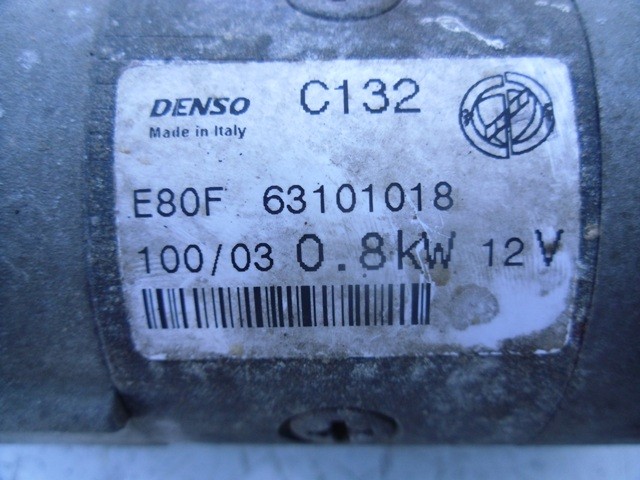 DENSO C132
Made in Italy
E80F 63101018
100/03 0.8kW 12V